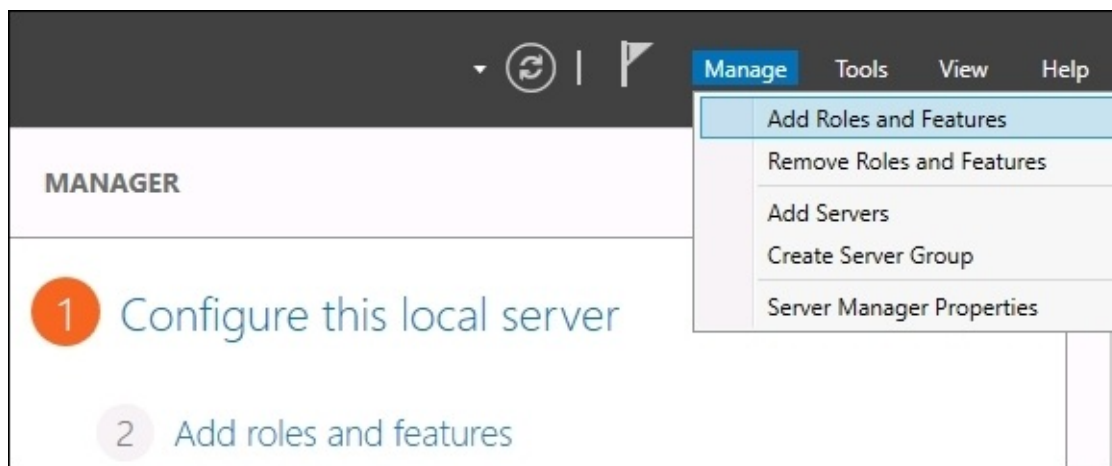 Manage Tools View Help
Add Roles and Features
Remove Roles and Features
Add Servers
Create Server Group
Server Manager Properties
MANAGER
1 Configure this local server
2 Add roles and features